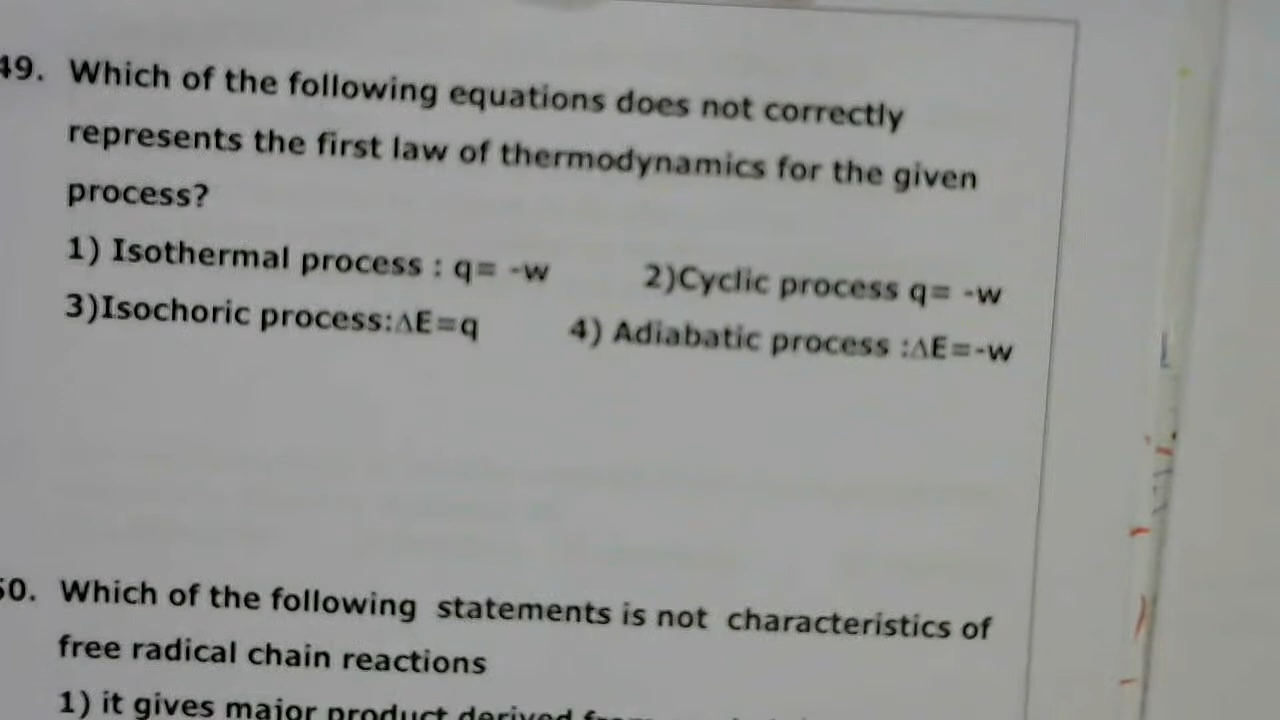 49. Which of the following equations does not correctly
represents the first law of thermodynamics for the given
process?
1) Isothermal process : q= -w 2)Cyclic process q= -w
3)Isochoric process:ΔE=q 4) Adiabatic process :ΔE=-w
50. Which of the following statements is not characteristics of
free radical chain reactions
1) it gives major product derived